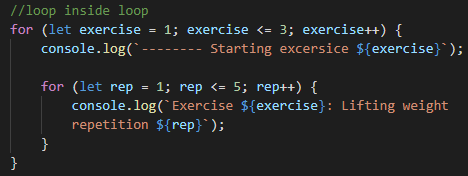 //loop inside loop
for (let exercise = 1; exercise <= 3; exercise++) {
    console.log(`-------- Starting excersice ${exercise}`);

    for (let rep = 1; rep <= 5; rep++) {
        console.log(`Exercise ${exercise}: Lifting weight
        repetition ${rep}`);
    }
}